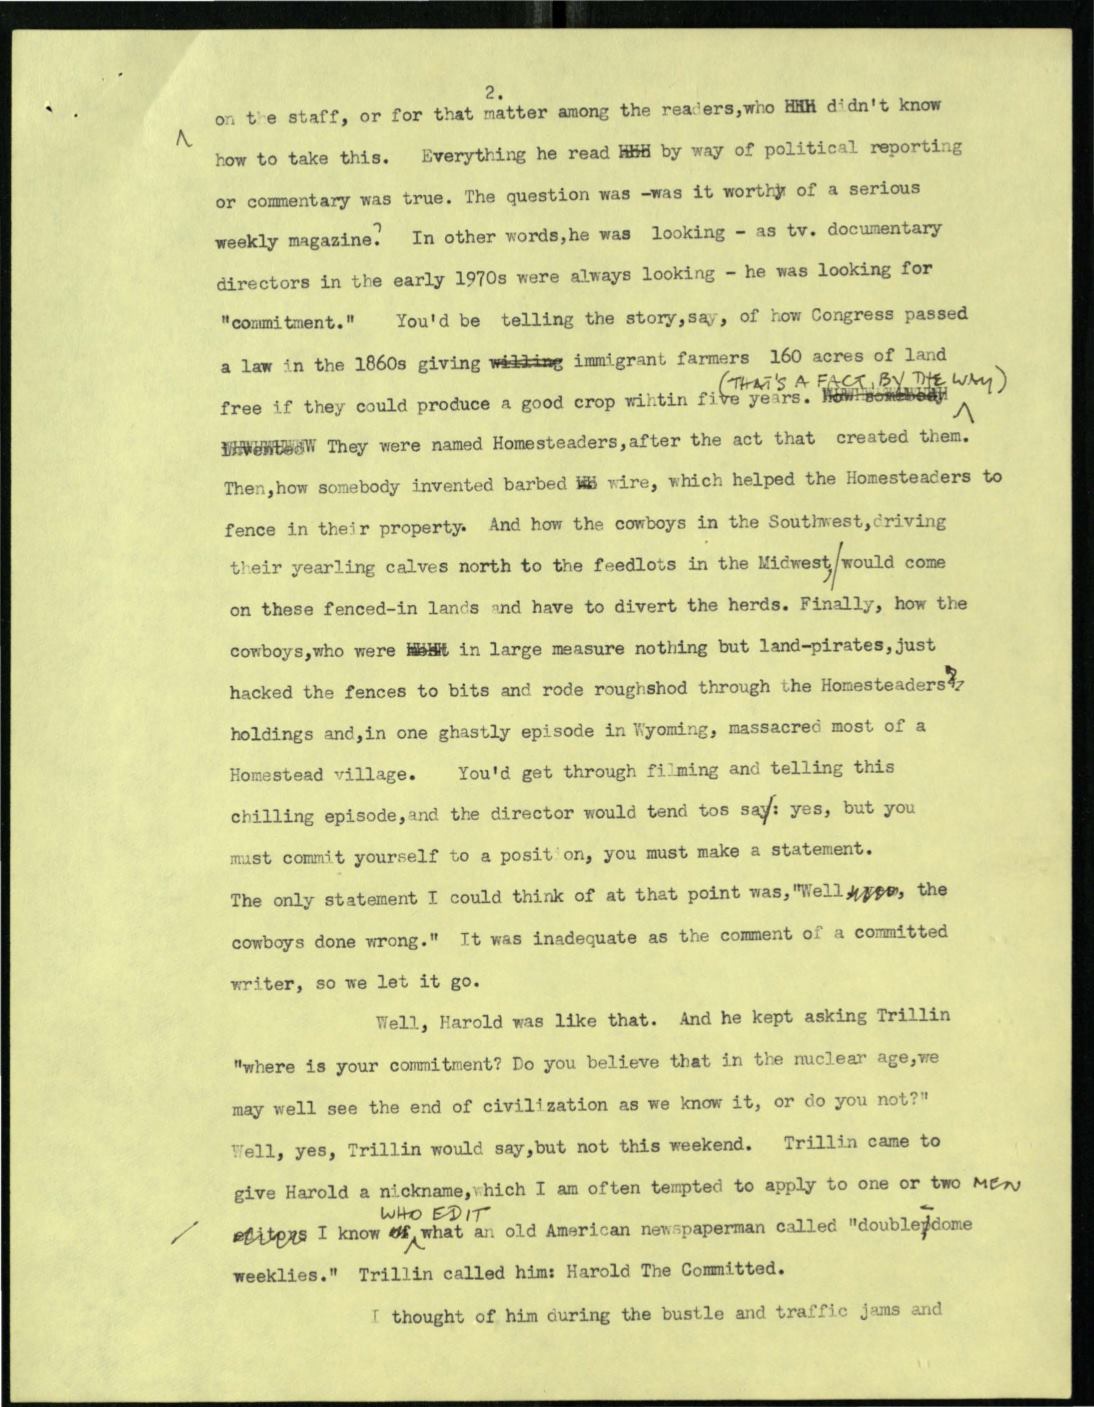 2.
on the staff, or for that matter among the readers,who HHH didn't know
how to take this. Everything he read HHH by way of political reporting
or commentary was true. The question was -was it worthy of a serious
weekly magazine? In other words,he was looking - as tv. documentary
directors in the early 1970s were always looking - he was looking for
"commitment." You'd be telling the story,say, of how Congress passed
a law in the 1860s giving willing immigrant farmers 160 acres of land
(THAT'S A FACT, BY THE WAY)
free if they could produce a good crop wihtin five years. Now somebody
invented They were named Homesteaders,after the act that created them.
Then,how somebody invented barbed wire, which helped the Homesteaders to
fence in their property. And how the cowboys in the Southwest,driving
their yearling calves north to the feedlots in the Midwest, would come
on these fenced-in lands and have to divert the herds. Finally, how the
cowboys,who were in large measure nothing but land-pirates,just
hacked the fences to bits and rode roughshod through the Homesteaders'
holdings and,in one ghastly episode in Wyoming, massacred most of a
Homestead village. You'd get through filming and telling this
chilling episode,and the director would tend tos say: yes, but you
must commit yourself to a position, you must make a statement.
The only statement I could think of at that point was,"Well, the
cowboys done wrong." It was inadequate as the comment of a committed
writer, so we let it go.
Well, Harold was like that. And he kept asking Trillin
"where is your commitment? Do you believe that in the nuclear age,we
may well see the end of civilization as we know it, or do you not?"
Well, yes, Trillin would say,but not this weekend. Trillin came to
give Harold a nickname,which I am often tempted to apply to one or two MEN
WHO EDIT
editors I know of what an old American newspaperman called "double-dome
weeklies." Trillin called him: Harold The Committed.
I thought of him during the bustle and traffic jams and